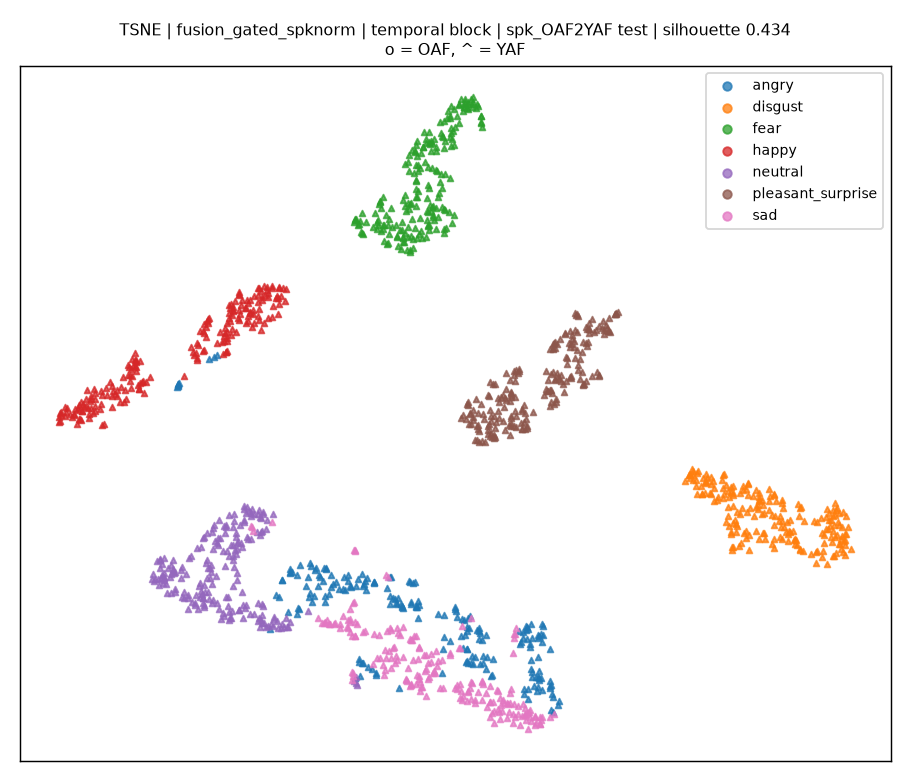 TSNE | fusion_gated_spknorm | temporal block | spk_OAF2YAF test | silhouette 0.434
o = OAF, ^ = YAF
angry
disgust
fear
happy
neutral
pleasant_surprise
sad